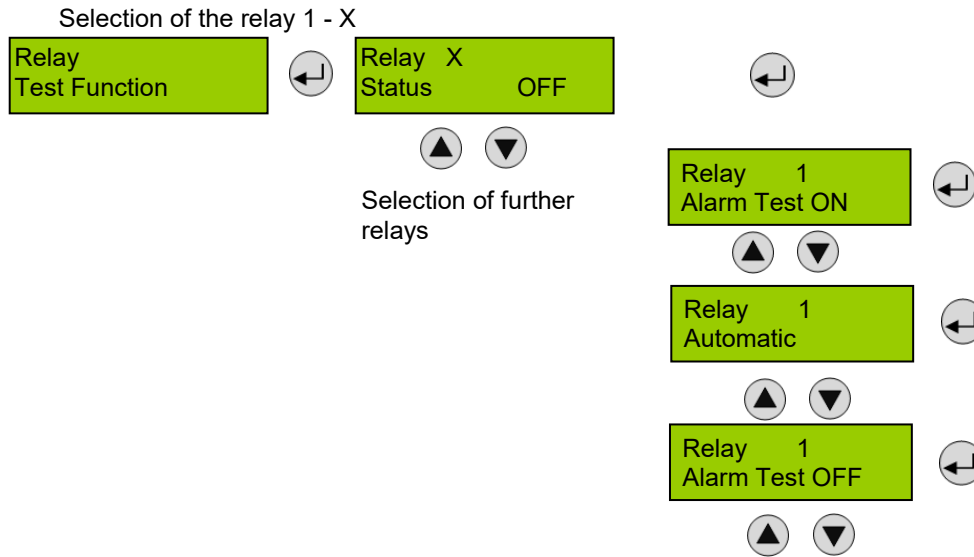 Selection of the relay 1 - X
Relay
Test Function
Relay X
Status OFF
Selection of further
relays
Relay 1
Alarm Test ON
Relay 1
Automatic
Relay 1
Alarm Test OFF